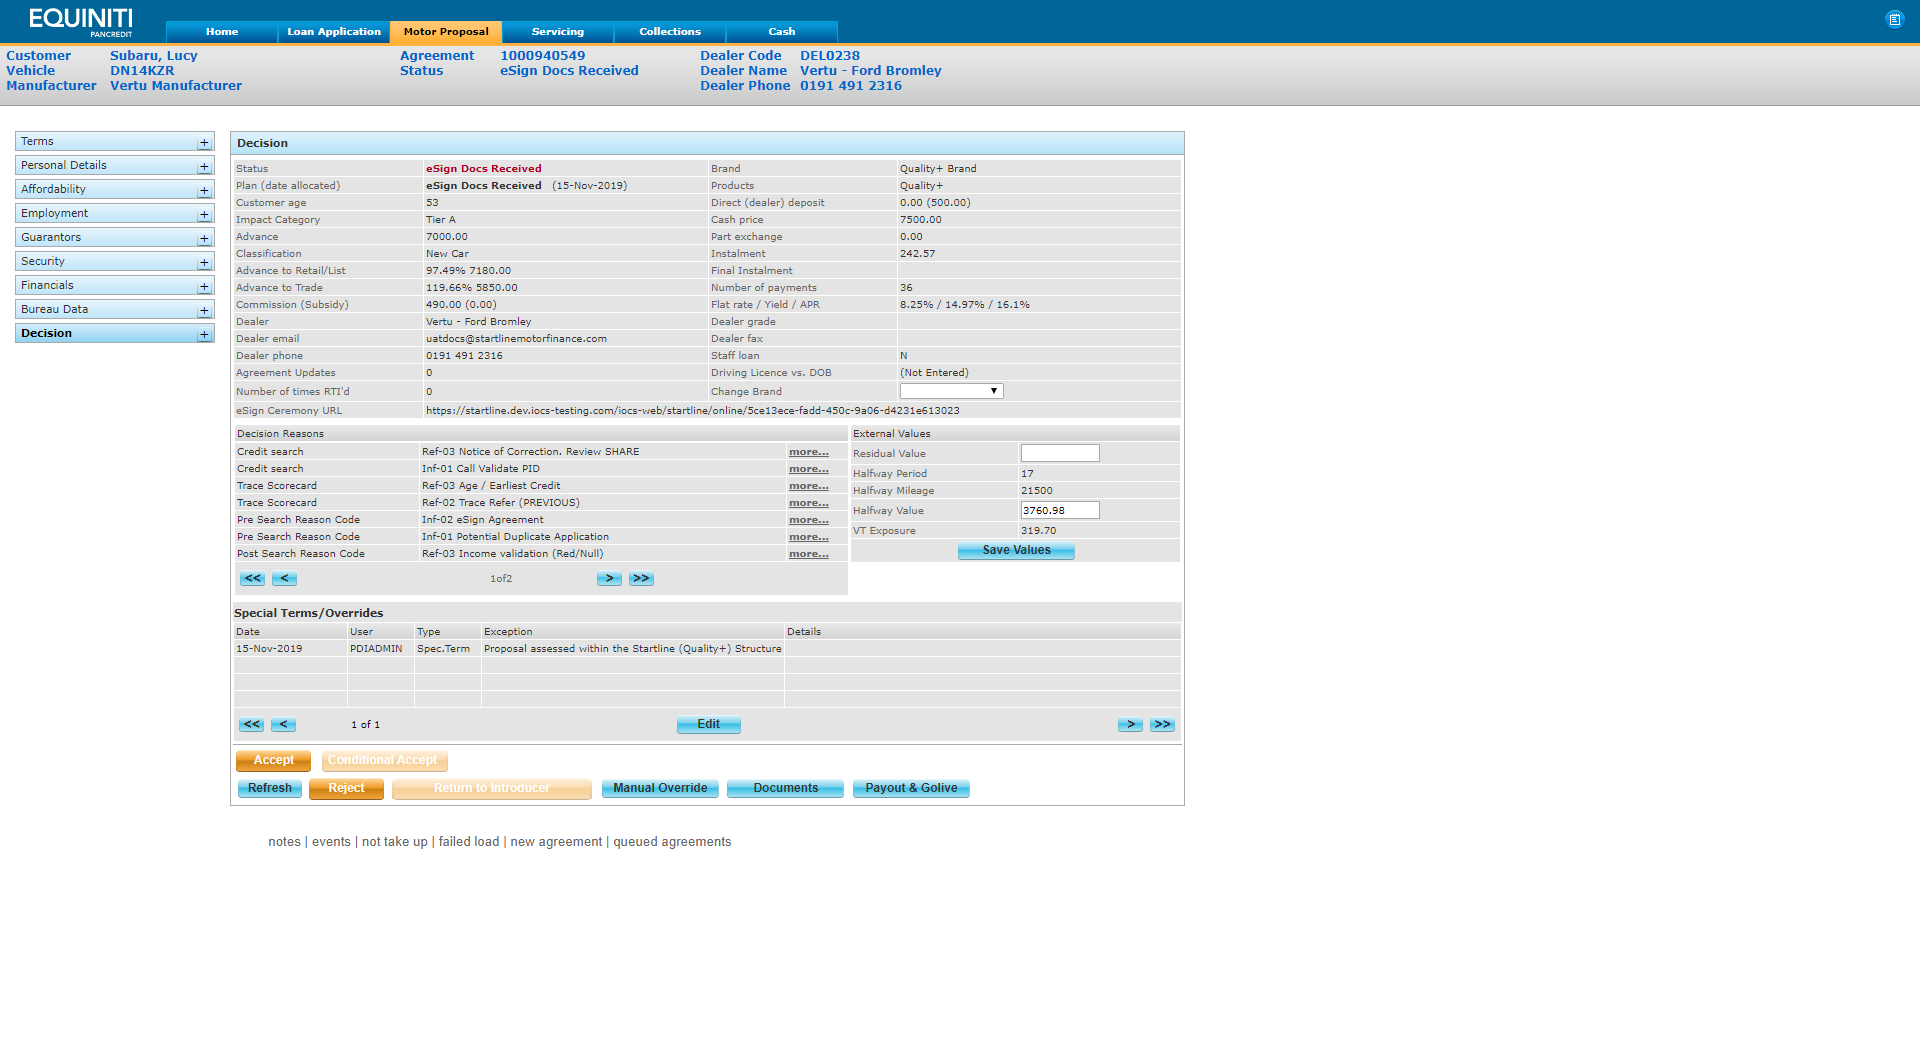 EQUINITI
PANCREDIT
Home Loan Application Motor Proposal Servicing Collections Cash
Customer Subaru, Lucy Agreement 1000940549 Dealer Code DEL0238
Vehicle DN14KZR Status eSign Docs Received Dealer Name Vertu - Ford Bromley
Manufacturer Vertu Manufacturer Dealer Phone 0191 491 2316
Terms +
Personal Details +
Affordability +
Employment +
Guarantors +
Security +
Financials +
Bureau Data +
Decision +
Decision
Status eSign Docs Received Brand Quality+ Brand
Plan (date allocated) eSign Docs Received (15-Nov-2019) Products Quality+
Customer age 53 Direct (dealer) deposit 0.00 (500.00)
Impact Category Tier A Cash price 7500.00
Advance 7000.00 Part exchange 0.00
Classification New Car Instalment 242.57
Advance to Retail/List 97.49% 7180.00 Final Instalment
Advance to Trade 119.66% 5850.00 Number of payments 36
Commission (Subsidy) 490.00 (0.00) Flat rate / Yield / APR 8.25% / 14.97% / 16.1%
Dealer Vertu - Ford Bromley Dealer grade
Dealer email uatdocs@startlinemotorfinance.com Dealer fax
Dealer phone 0191 491 2316 Staff loan N
Agreement Updates 0 Driving Licence vs. DOB (Not Entered)
Number of times RTI'd 0 Change Brand
eSign Ceremony URL https://startline.dev.iocs-testing.com/iocs-web/startline/online/5ce13ece-fadd-450c-9a06-d4231e613023
Decision Reasons
Credit search Ref-03 Notice of Correction. Review SHARE more...
Credit search Inf-01 Call Validate PID more...
Trace Scorecard Ref-03 Age / Earliest Credit more...
Trace Scorecard Ref-02 Trace Refer (PREVIOUS) more...
Pre Search Reason Code Inf-02 eSign Agreement more...
Pre Search Reason Code Inf-01 Potential Duplicate Application more...
Post Search Reason Code Ref-03 Income validation (Red/Null) more...
<< < 1of2 > >>
External Values
Residual Value
Halfway Period 17
Halfway Mileage 21500
Halfway Value 3760.98
VT Exposure 319.70
Save Values
Special Terms/Overrides
Date User Type Exception Details
15-Nov-2019 PDIADMIN Spec.Term Proposal assessed within the Startline (Quality+) Structure
<< < 1 of 1 Edit > >>
Accept Conditional Accept
Refresh Reject Return to Introducer Manual Override Documents Payout & Golive
notes | events | not take up | failed load | new agreement | queued agreements